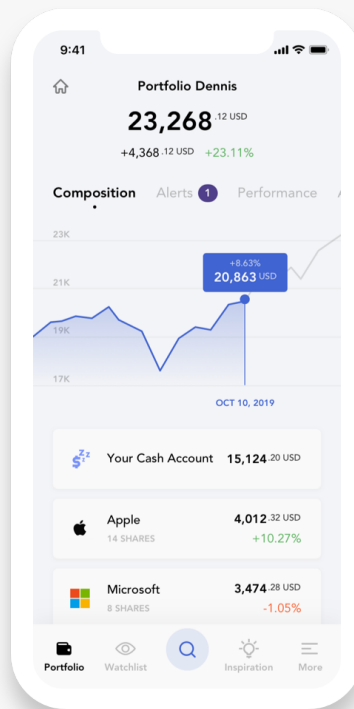 9:41
Portfolio Dennis
23,268.12 USD
+4,368.12 USD +23.11%
Composition Alerts 1 Performance
23K
21K
+8.63%
20,863 USD
19K
17K
OCT 10, 2019
$zzz Your Cash Account 15,124.20 USD
Apple 4,012.32 USD
14 SHARES +10.27%
Microsoft 3,474.28 USD
8 SHARES -1.05%
Portfolio Watchlist Inspiration More